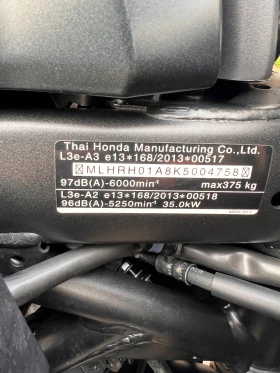 Thai Honda Manufacturing Co.,Ltd.
L3e-A3 e13*168/2013*00517
MLHRH01A8K5004758
97dB(A)-6000min⁻¹ max375 kg
L3e-A2 e13*168/2013*00518
96dB(A)-5250min⁻¹ 35.0kW